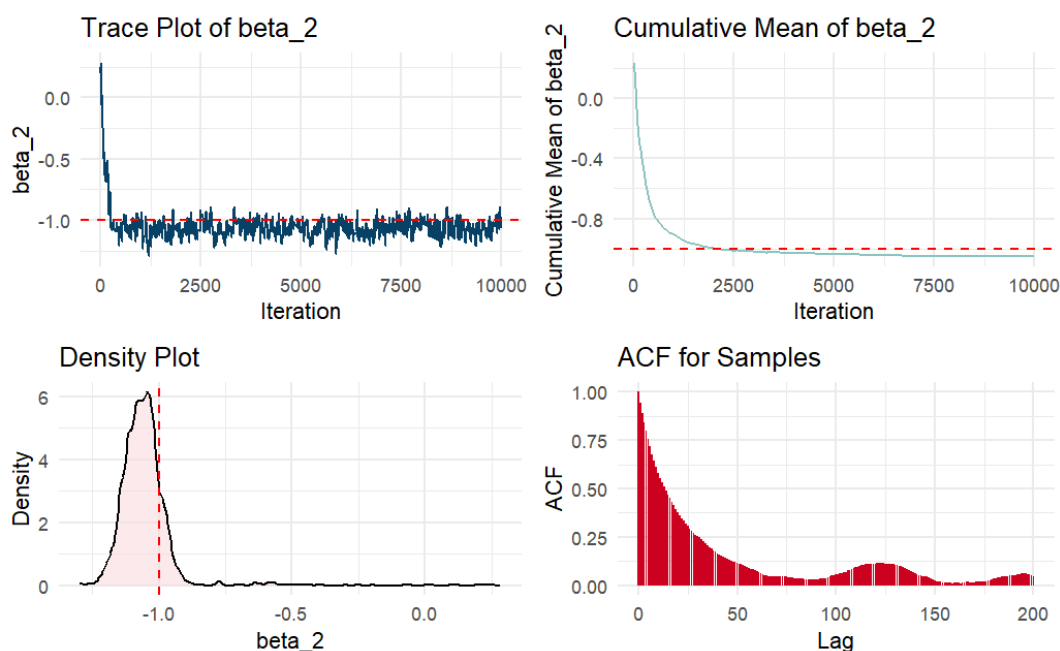 Trace Plot of beta_2
beta_2
0.0
-0.5
-1.0
0
2500
5000
7500
10000
Iteration
Cumulative Mean of beta_2
Cumulative Mean of beta_2
0.0
-0.4
-0.8
0
2500
5000
7500
10000
Iteration
Density Plot
Density
6
4
2
0
-1.0
-0.5
0.0
beta_2
ACF for Samples
ACF
1.00
0.75
0.50
0.25
0.00
0
50
100
150
200
Lag